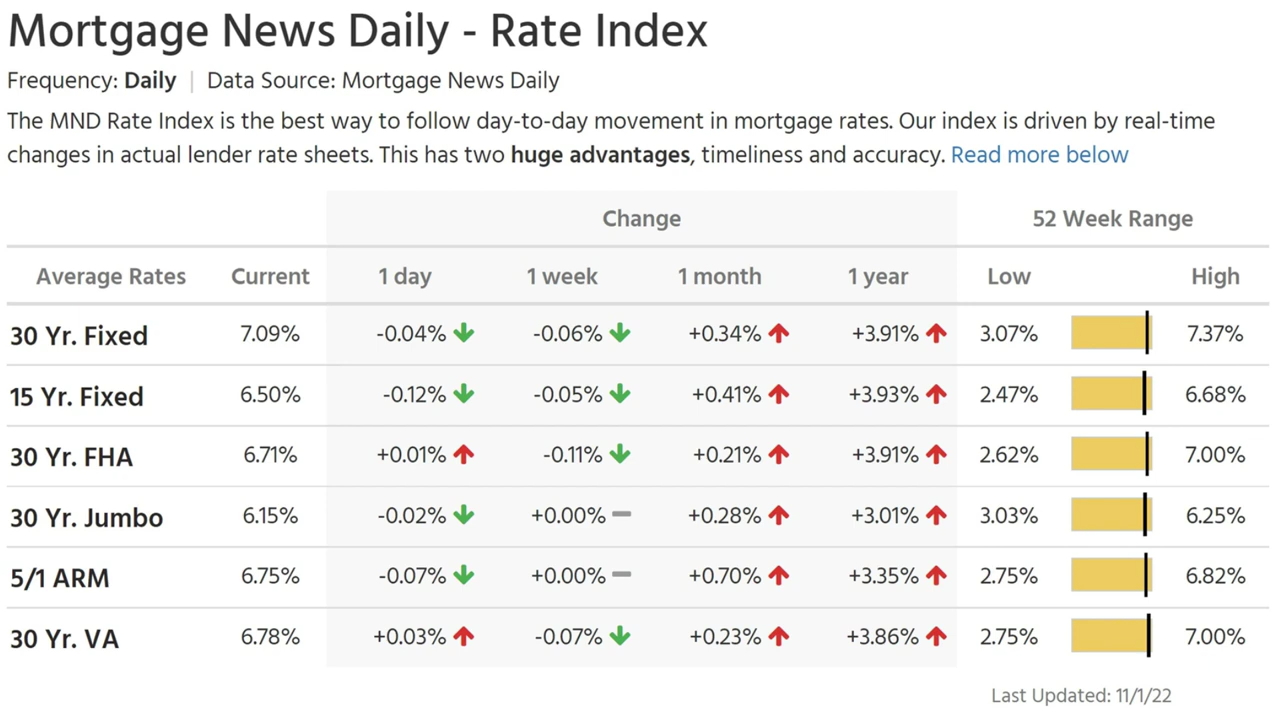 Mortgage News Daily - Rate Index
Frequency: Daily | Data Source: Mortgage News Daily
The MND Rate Index is the best way to follow day-to-day movement in mortgage rates. Our index is driven by real-time
changes in actual lender rate sheets. This has two huge advantages, timeliness and accuracy. Read more below
Change 52 Week Range
Average Rates Current 1 day 1 week 1 month 1 year Low High
30 Yr. Fixed 7.09% -0.04% -0.06% +0.34% +3.91% 3.07% 7.37%
15 Yr. Fixed 6.50% -0.12% -0.05% +0.41% +3.93% 2.47% 6.68%
30 Yr. FHA 6.71% +0.01% -0.11% +0.21% +3.91% 2.62% 7.00%
30 Yr. Jumbo 6.15% -0.02% +0.00% +0.28% +3.01% 3.03% 6.25%
5/1 ARM 6.75% -0.07% +0.00% +0.70% +3.35% 2.75% 6.82%
30 Yr. VA 6.78% +0.03% -0.07% +0.23% +3.86% 2.75% 7.00%
Last Updated: 11/1/22